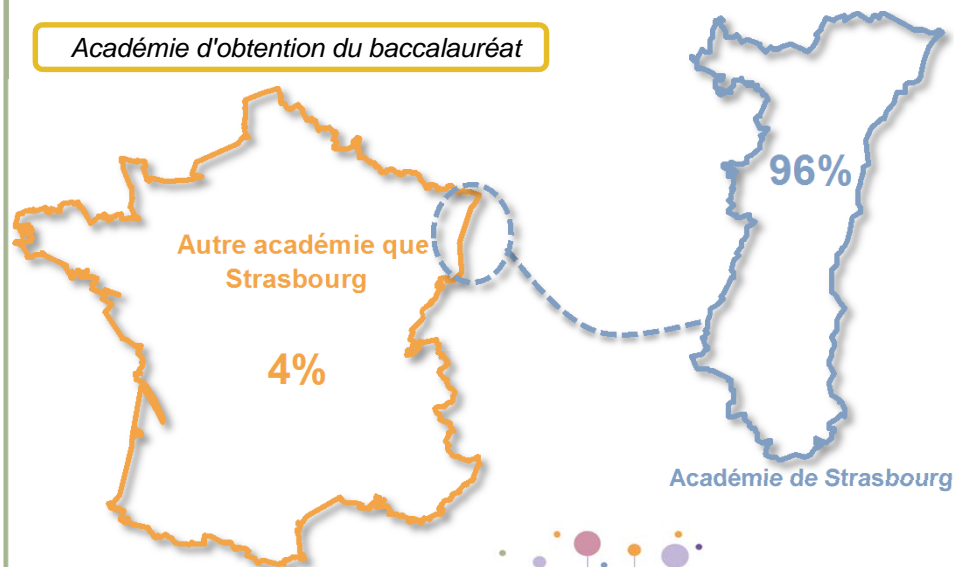 Académie d'obtention du baccalauréat
96%
Autre académie que
Strasbourg
4%
Académie de Strasbourg